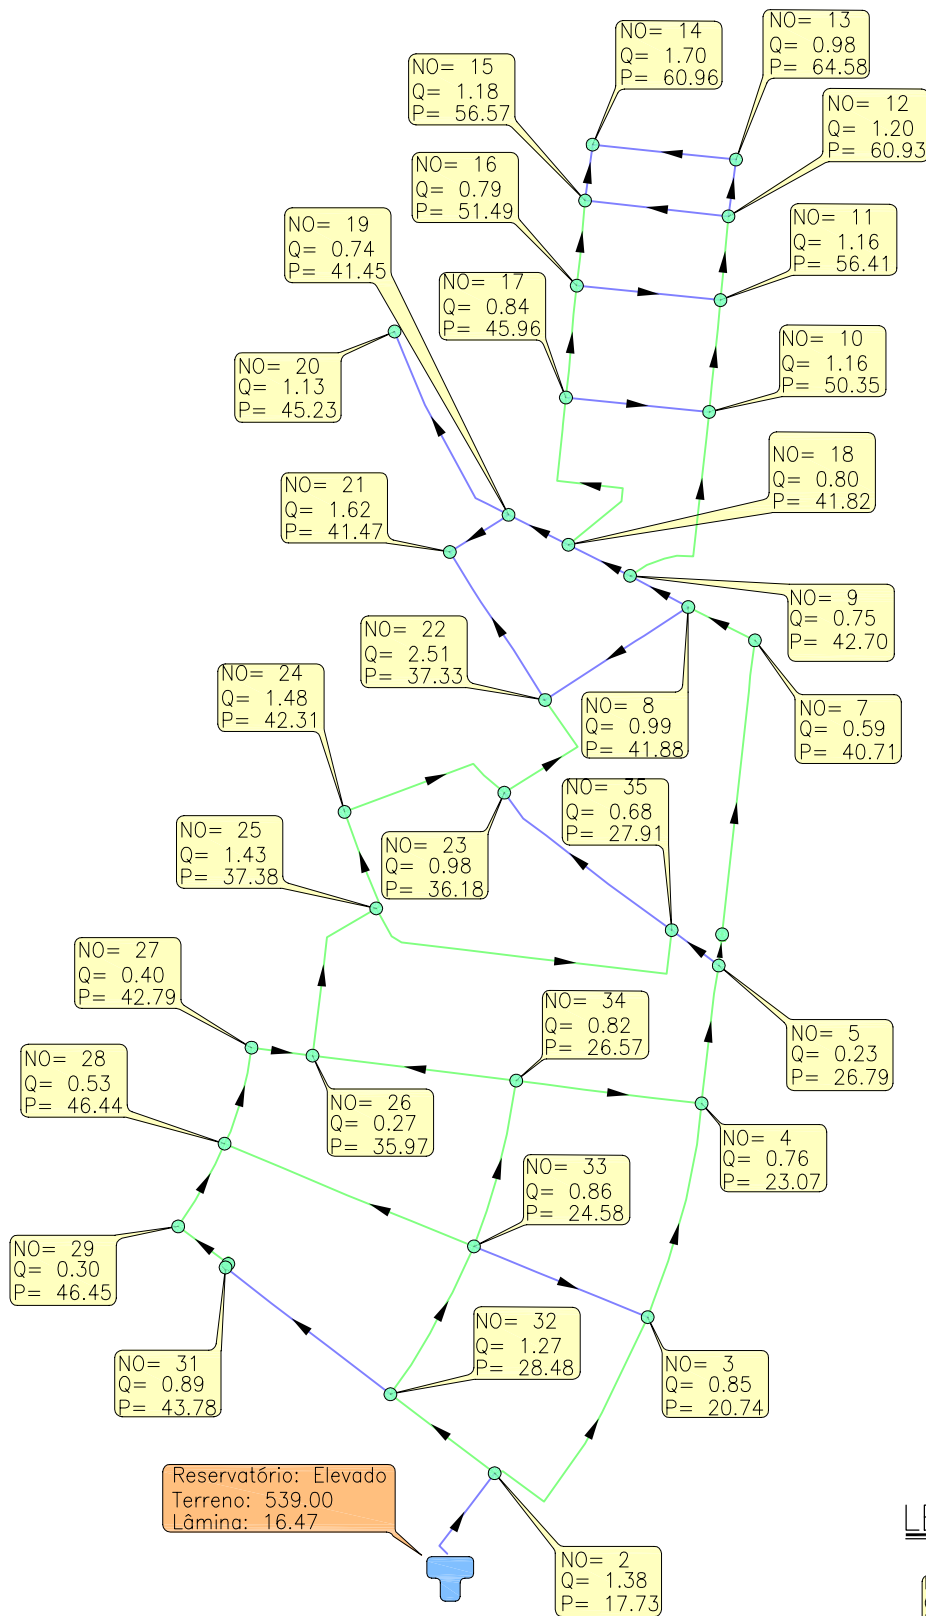 NO= 13
Q= 0.98
P= 64.58
NO= 14
Q= 1.70
P= 60.96
NO= 15
Q= 1.18
P= 56.57
NO= 12
Q= 1.20
P= 60.93
NO= 16
Q= 0.79
P= 51.49
NO= 19
Q= 0.74
P= 41.45
NO= 11
Q= 1.16
P= 56.41
NO= 17
Q= 0.84
P= 45.96
NO= 10
Q= 1.16
P= 50.35
NO= 20
Q= 1.13
P= 45.23
NO= 18
Q= 0.80
P= 41.82
NO= 21
Q= 1.62
P= 41.47
NO= 9
Q= 0.75
P= 42.70
NO= 22
Q= 2.51
P= 37.33
NO= 24
Q= 1.48
P= 42.31
NO= 8
Q= 0.99
P= 41.88
NO= 7
Q= 0.59
P= 40.71
NO= 35
Q= 0.68
P= 27.91
NO= 25
Q= 1.43
P= 37.38
NO= 23
Q= 0.98
P= 36.18
NO= 27
Q= 0.40
P= 42.79
NO= 34
Q= 0.82
P= 26.57
NO= 5
Q= 0.23
P= 26.79
NO= 28
Q= 0.53
P= 46.44
NO= 26
Q= 0.27
P= 35.97
NO= 4
Q= 0.76
P= 23.07
NO= 33
Q= 0.86
P= 24.58
NO= 29
Q= 0.30
P= 46.45
NO= 32
Q= 1.27
P= 28.48
NO= 31
Q= 0.89
P= 43.78
NO= 3
Q= 0.85
P= 20.74
Reservatório: Elevado
Terreno: 539.00
Lâmina: 16.47
NO= 2
Q= 1.38
P= 17.73